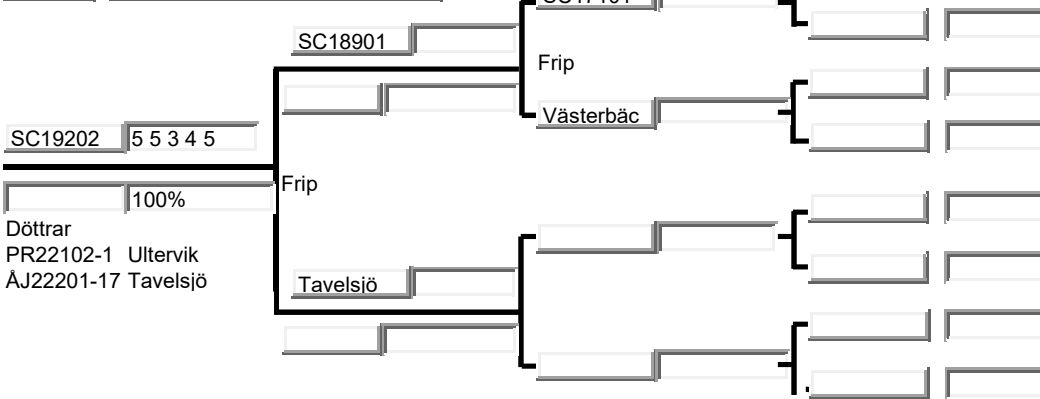 SC18901
Frip
Västerbäc
SC19202 5 5 3 4 5
Frip
100%
Döttrar
PR22102-1 Ultervik
ÅJ22201-17 Tavelsjö
Tavelsjö